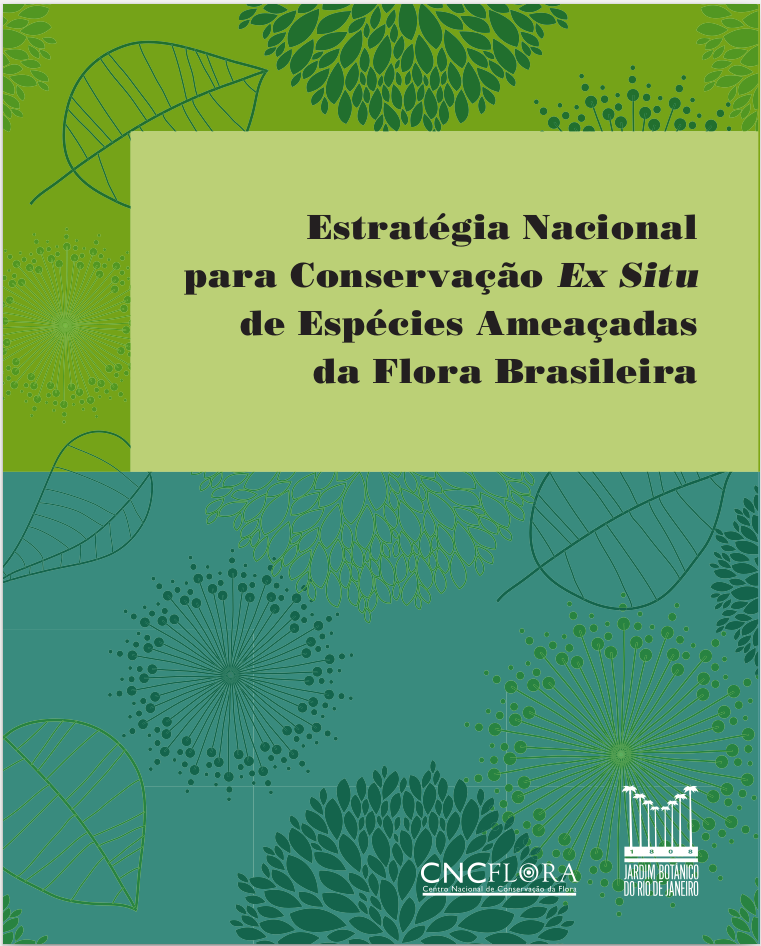 Estratégia Nacional
para Conservação Ex Situ
de Espécies Ameaçadas
da Flora Brasileira
CNCFLORA
Centro Nacional de Conservação da Flora
1808
JARDIM BOTÂNICO
DO RIO DE JANEIRO